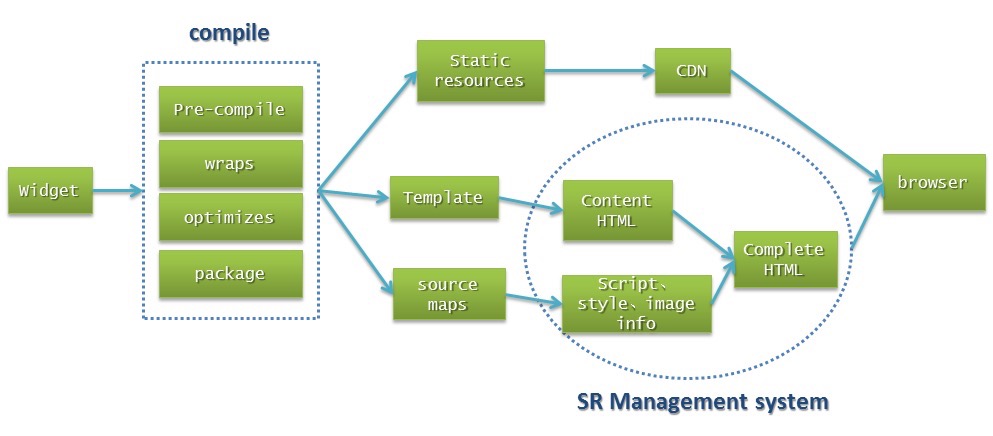 compile
Widget
Pre-compile
wraps
optimizes
package
Static
resources
CDN
Template
source
maps
Content
HTML
Script、
style、image
info
Complete
HTML
browser
SR Management system